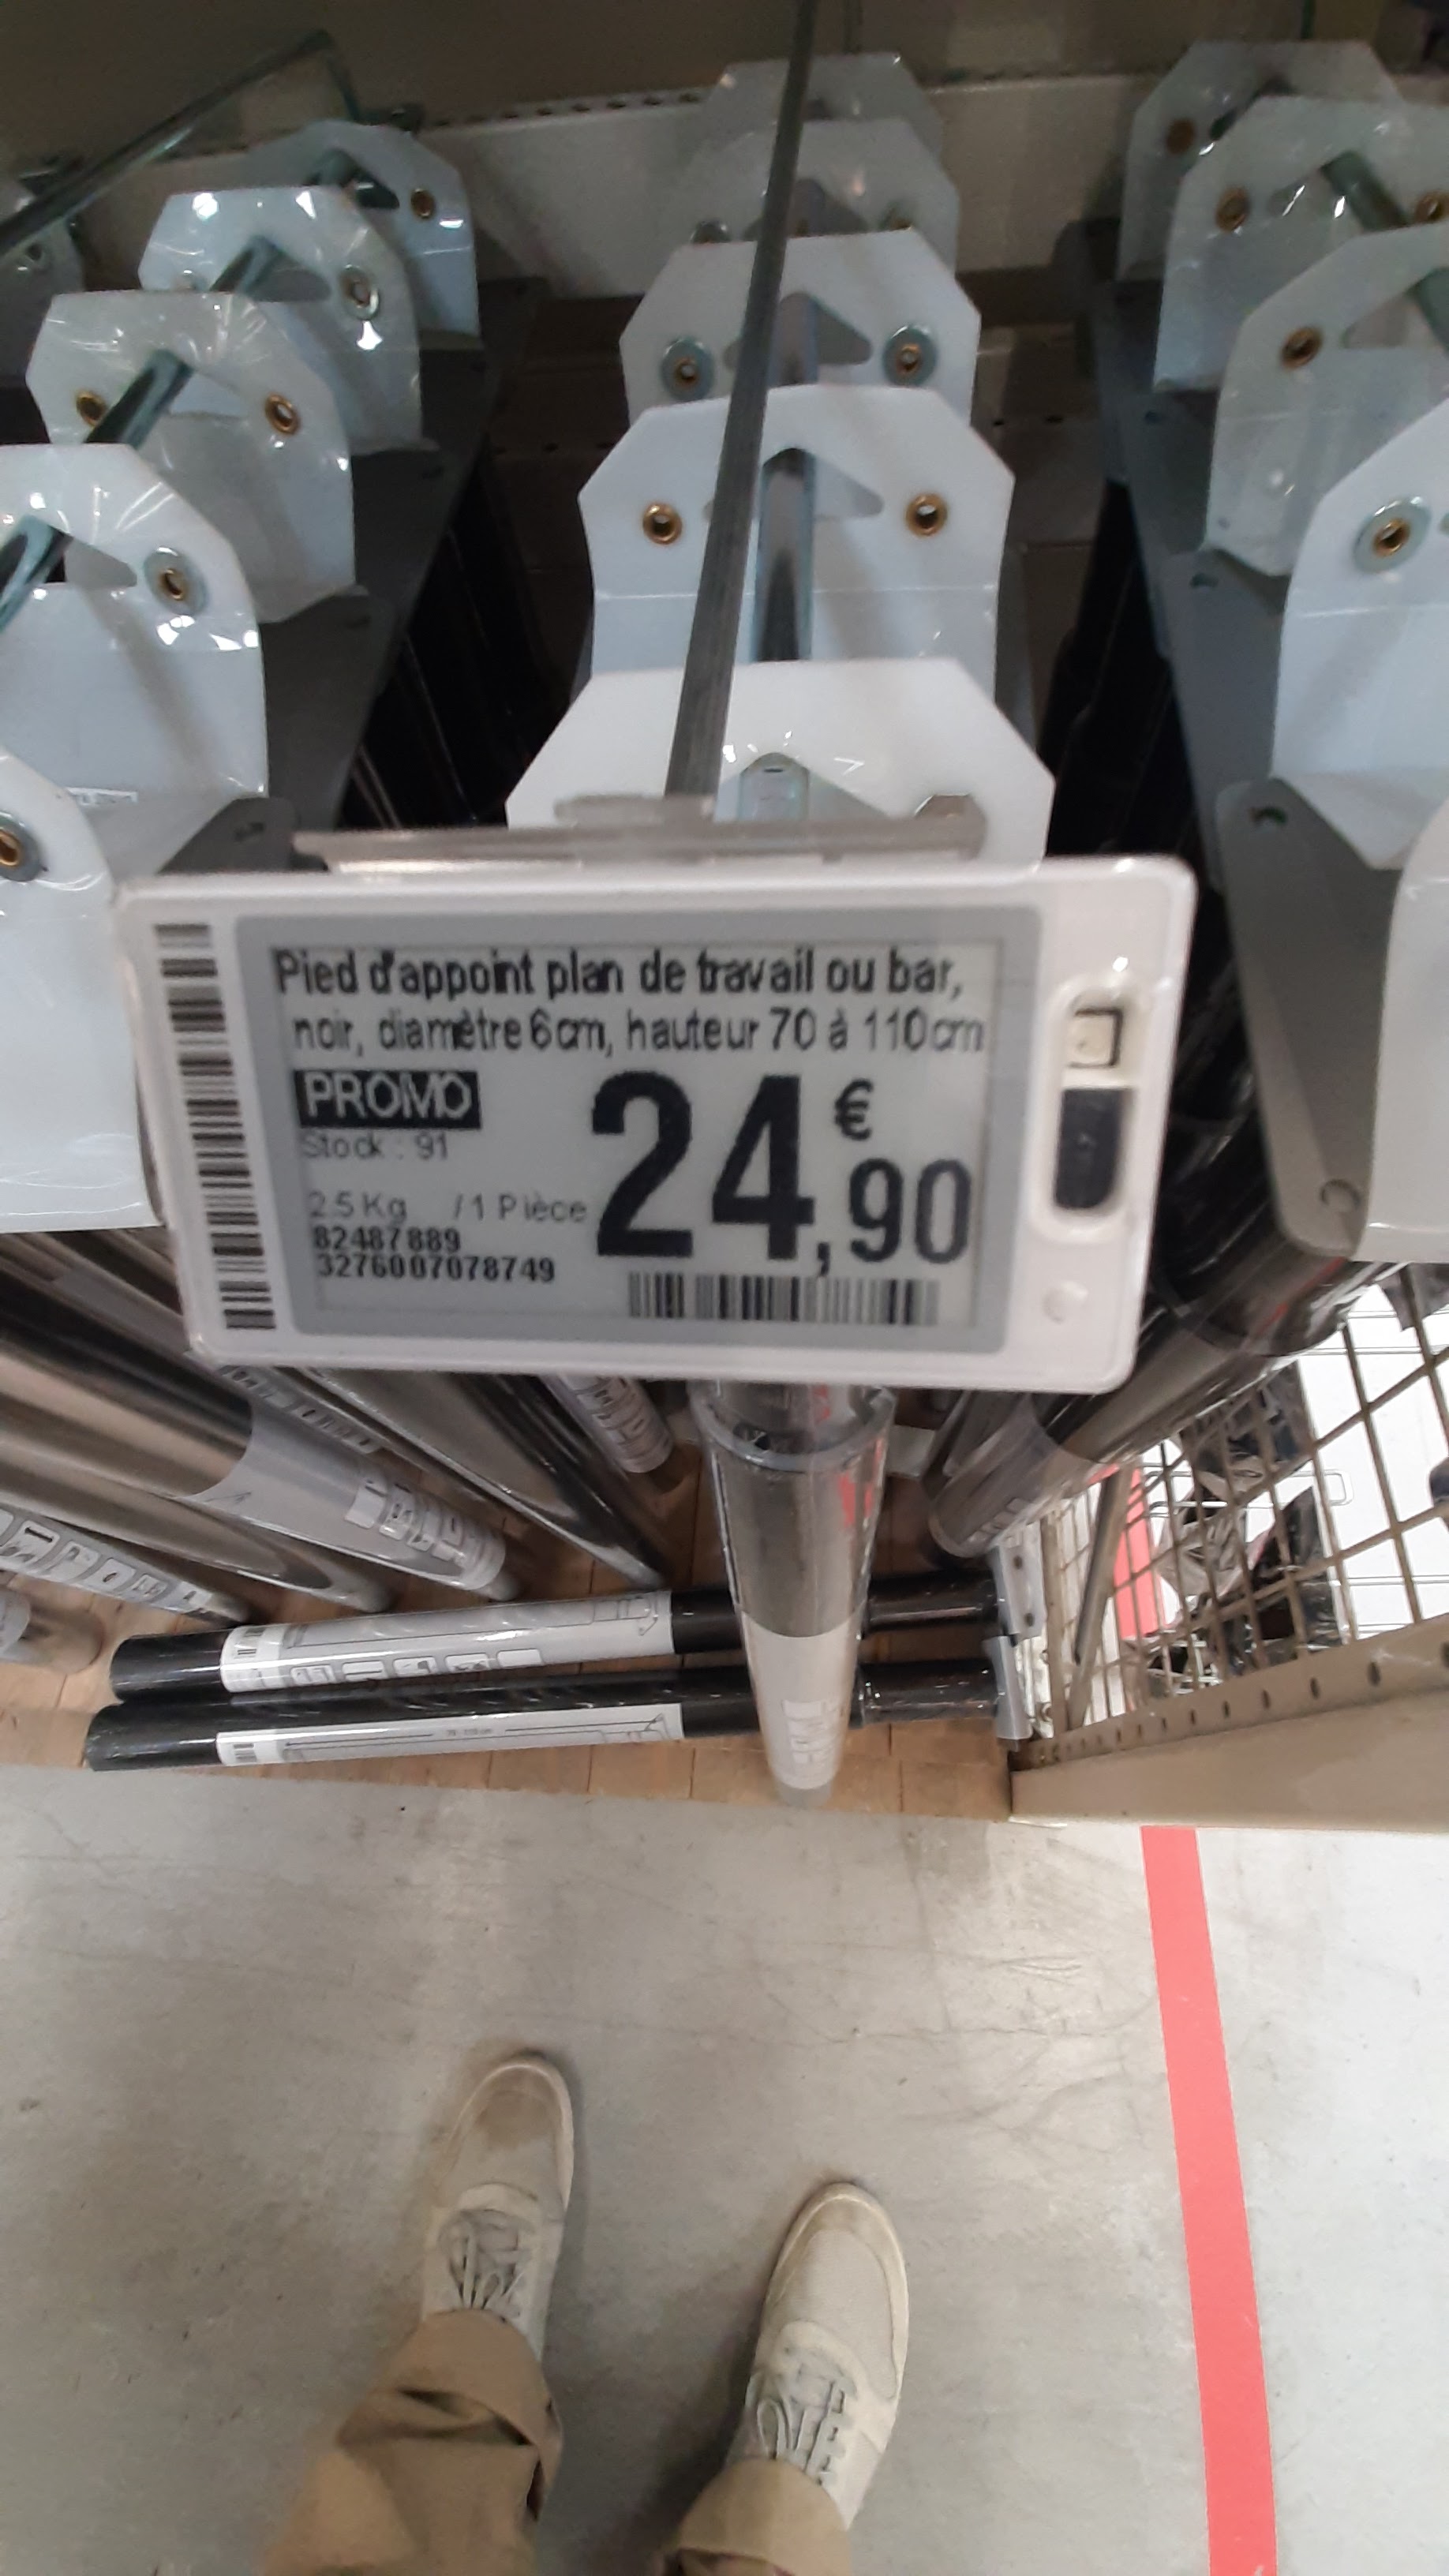 Pied d'appoint plan de travail ou bar,
noir, diamètre 6cm, hauteur 70 à 110cm
PROMO
24,90 €
Stock : 91
2.5 Kg / 1 Pièce
82487889
3276007078749